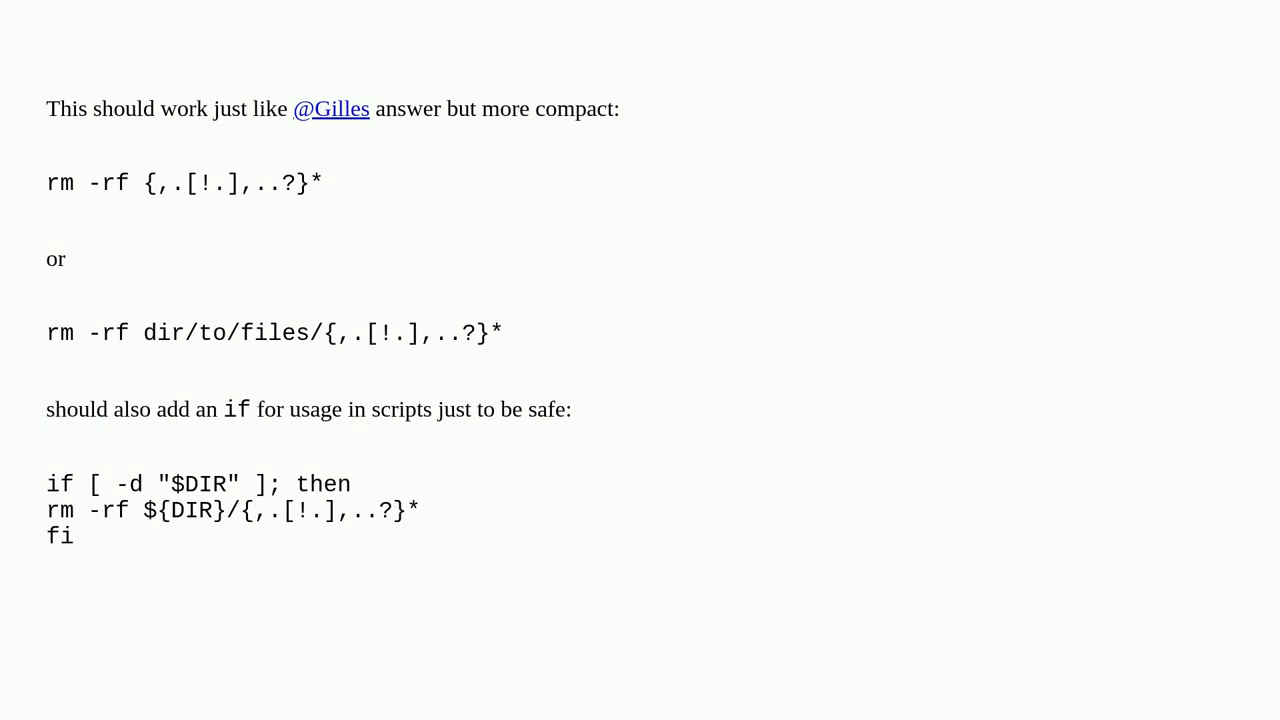 This should work just like @Gilles answer but more compact:
rm -rf {,.[!.],..?}*
or
rm -rf dir/to/files/{,.[!.],..?}*
should also add an if for usage in scripts just to be safe:
if [ -d "$DIR" ]; then
rm -rf ${DIR}/{,.[!.],..?}*
fi